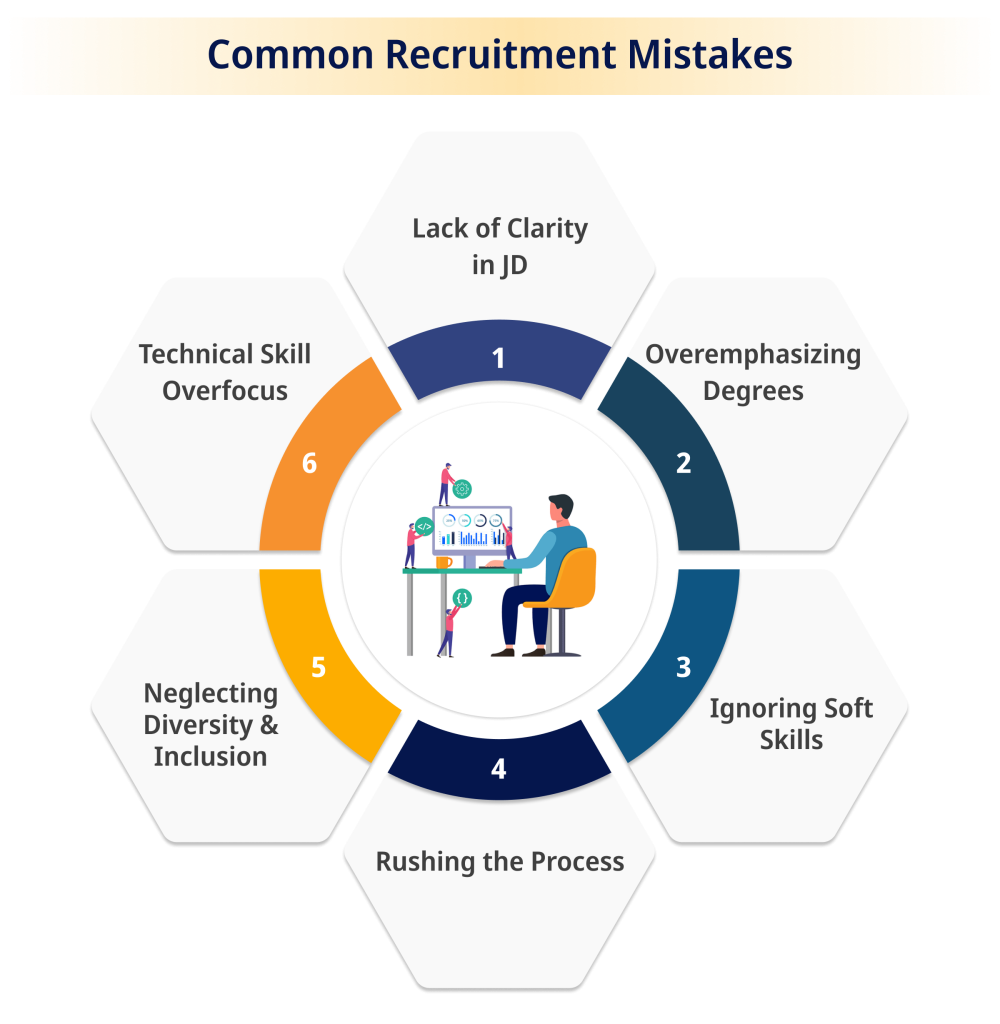 Common Recruitment Mistakes
Lack of Clarity
in JD
1
Overemphasizing
Degrees
2
3
Ignoring Soft
Skills
4
Rushing the Process
5
Neglecting
Diversity &
Inclusion
Technical Skill
Overfocus
6
</>
{}